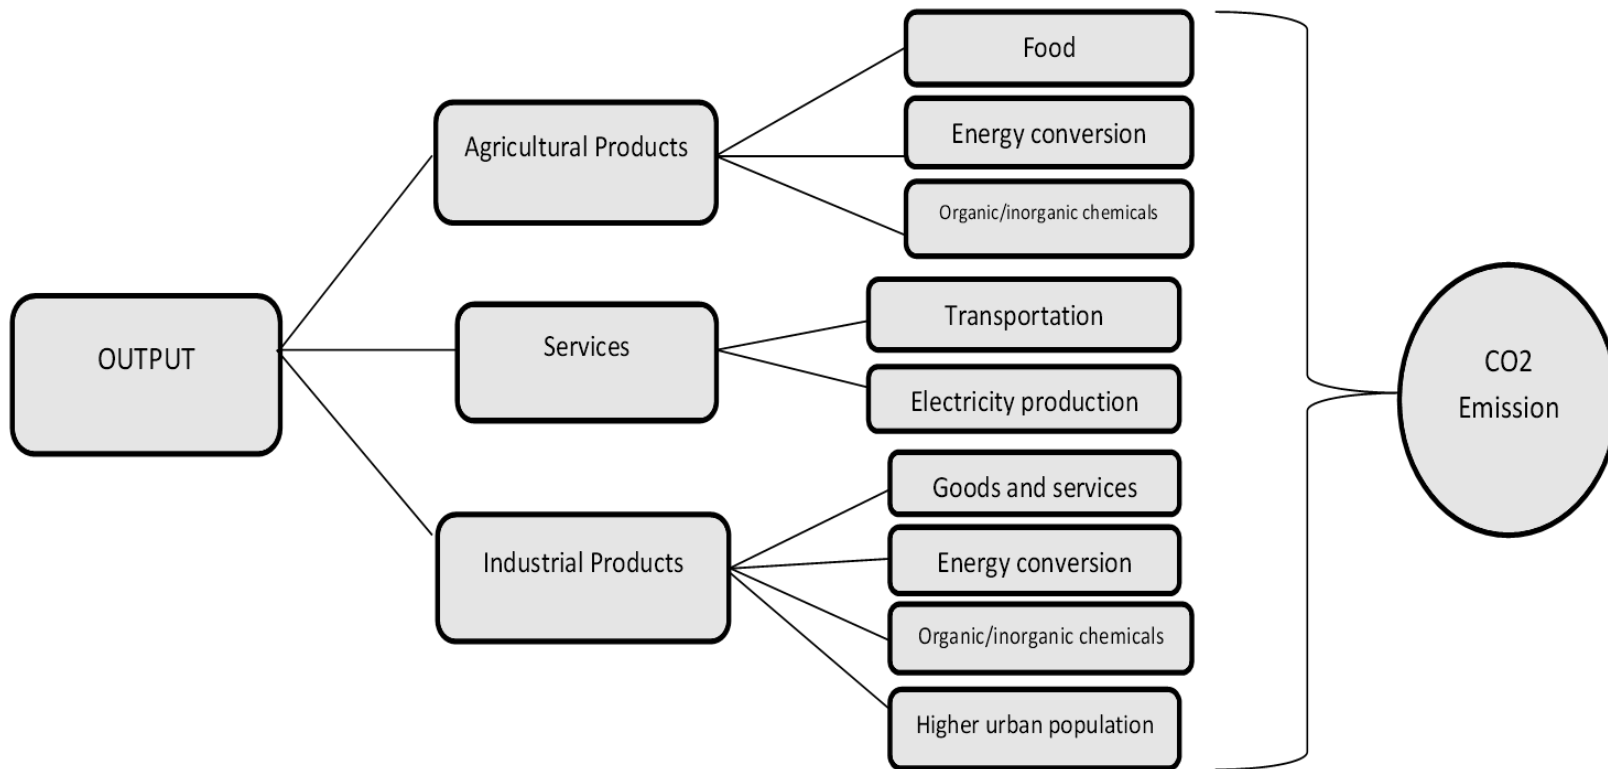 Food
Energy conversion
Organic/inorganic chemicals
Agricultural Products
Transportation
Electricity production
Services
OUTPUT
Goods and services
Energy conversion
Organic/inorganic chemicals
Higher urban population
Industrial Products
CO2
Emission